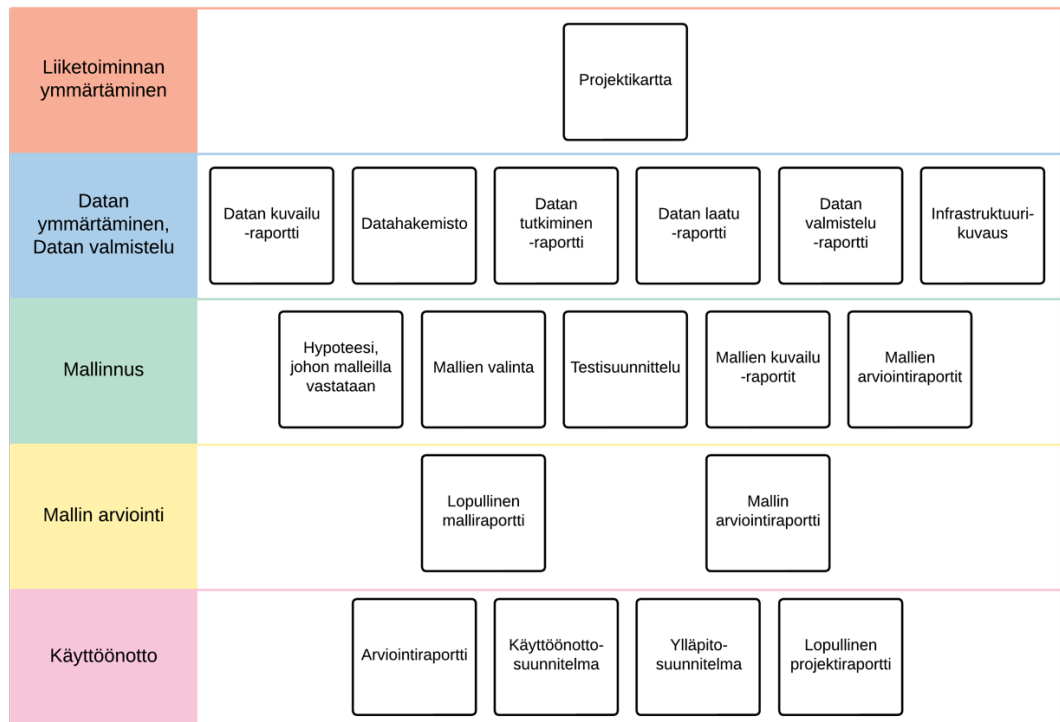 Liiketoiminnan
ymmärtäminen
Projektikartta
Datan
ymmärtäminen,
Datan valmistelu
Datan kuvailu
-raportti
Datahakemisto
Datan
tutkiminen
-raportti
Datan laatu
-raportti
Datan
valmistelu
-raportti
Infrastruktuuri-
kuvaus
Mallinnus
Hypoteesi,
johon malleilla
vastataan
Mallien valinta
Testisuunnittelu
Mallien kuvailu
-raportit
Mallien
arviointiraportit
Mallin arviointi
Lopullinen
malliraportti
Mallin
arviointiraportti
Käyttöönotto
Arviointiraportti
Käyttöönotto-
suunnitelma
Ylläpito-
suunnitelma
Lopullinen
projektiraportti